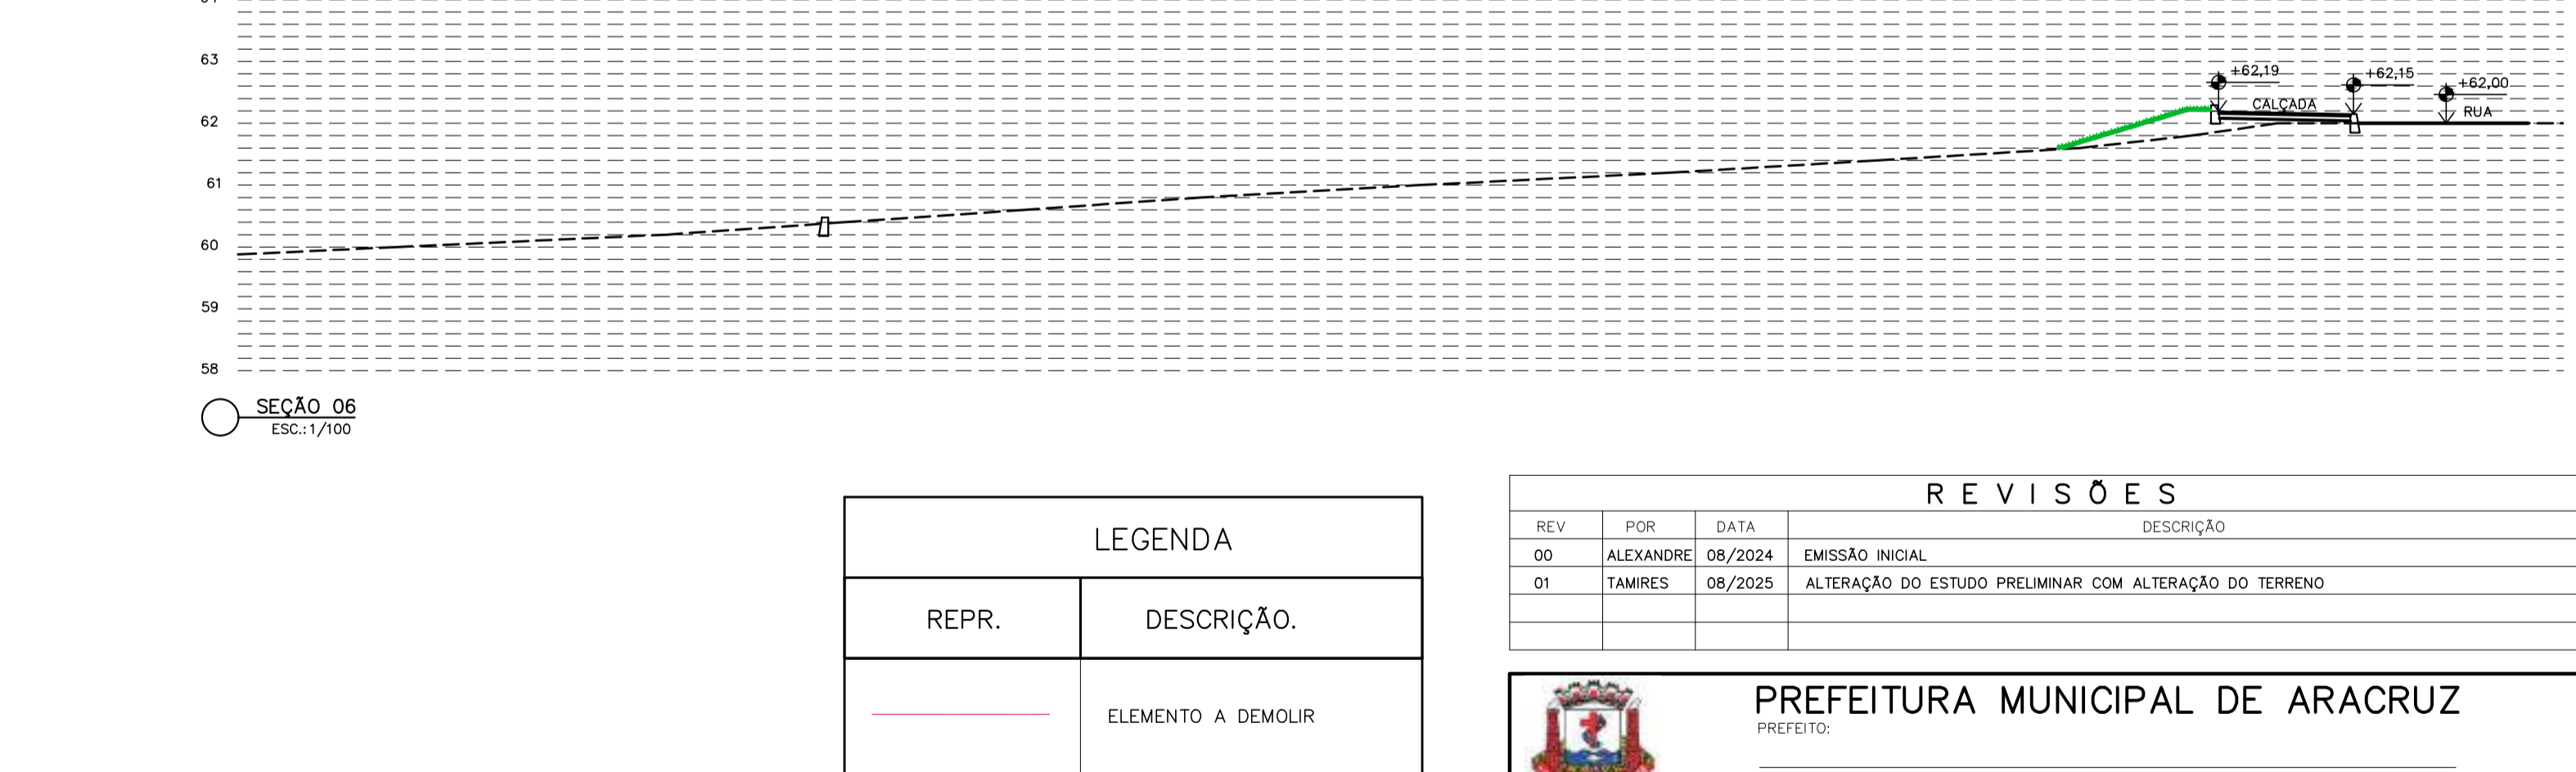 63
+62,19
+62,15
+62,00
CALÇADA
RUA
62
61
60
59
58
SEÇÃO 06
ESC.:1/100
REVISÕES
REV POR DATA DESCRIÇÃO
00 ALEXANDRE 08/2024 EMISSÃO INICIAL
01 TAMIRES 08/2025 ALTERAÇÃO DO ESTUDO PRELIMINAR COM ALTERAÇÃO DO TERRENO
LEGENDA
REPR. DESCRIÇÃO.
ELEMENTO A DEMOLIR
PREFEITURA MUNICIPAL DE ARACRUZ
PREFEITO: